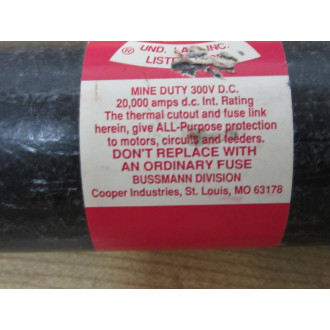 ® UND. LAB. INC.
LISTED
MINE DUTY 300V D.C.
20,000 amps d.c. Int. Rating
The thermal cutout and fuse link
herein, give ALL-Purpose protection
to motors, circuits and feeders.
DON'T REPLACE WITH
AN ORDINARY FUSE
BUSSMANN DIVISION
Cooper Industries, St. Louis, MO 63178